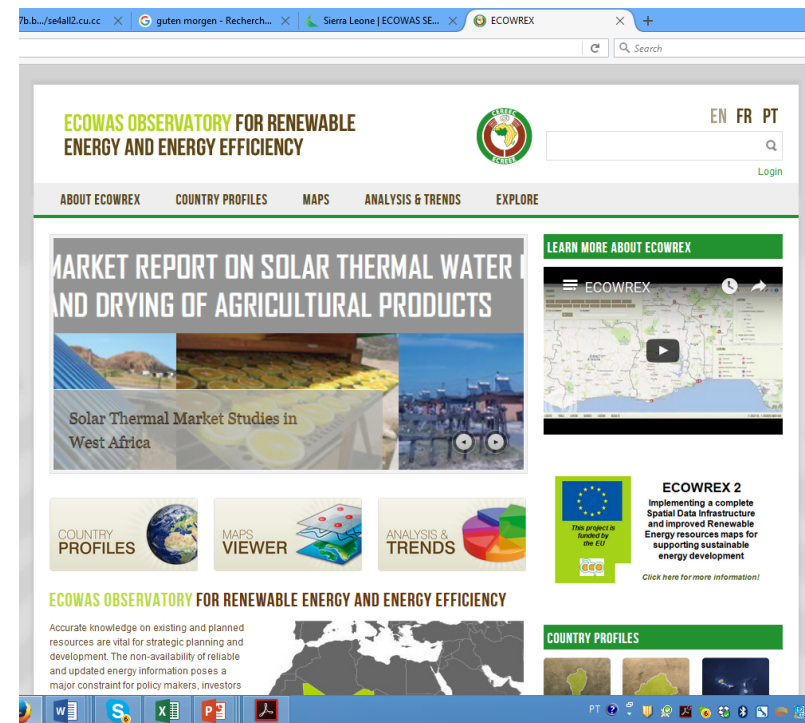 7b.b.../se4all2.cu.cc
guten morgen - Recherch...
Sierra Leone | ECOWAS SE...
ECOWREX
Search
ECOWAS OBSERVATORY FOR RENEWABLE
ENERGY AND ENERGY EFFICIENCY
EN FR PT
Login
ABOUT ECOWREX COUNTRY PROFILES MAPS ANALYSIS & TRENDS EXPLORE
MARKET REPORT ON SOLAR THERMAL WATER
AND DRYING OF AGRICULTURAL PRODUCTS
Solar Thermal Market Studies in
West Africa
LEARN MORE ABOUT ECOWREX
ECOWREX
This project is
funded by
the EU
ECOWREX 2
Implementing a complete
Spatial Data Infrastructure
and improved Renewable
Energy resources maps for
supporting sustainable
energy development
Click here for more information!
COUNTRY
PROFILES
MAPS
VIEWER
ANALYSIS &
TRENDS
ECOWAS OBSERVATORY FOR RENEWABLE ENERGY AND ENERGY EFFICIENCY
Accurate knowledge on existing and planned
resources are vital for strategic planning and
development. The non-availability of reliable
and updated energy information poses a
major constraint for policy makers, investors
COUNTRY PROFILES
PT